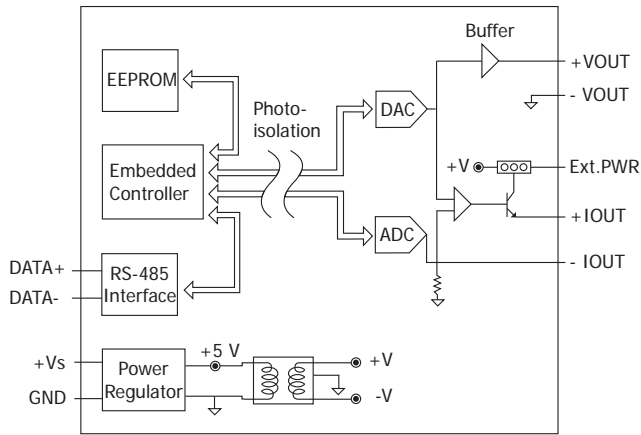 Buffer
EEPROM
+VOUT
- VOUT
Photo-
isolation
DAC
Embedded
Controller
+V
Ext.PWR
+IOUT
ADC
- IOUT
DATA+
DATA-
RS-485
Interface
+Vs
GND
Power
Regulator
+5 V
+V
-V